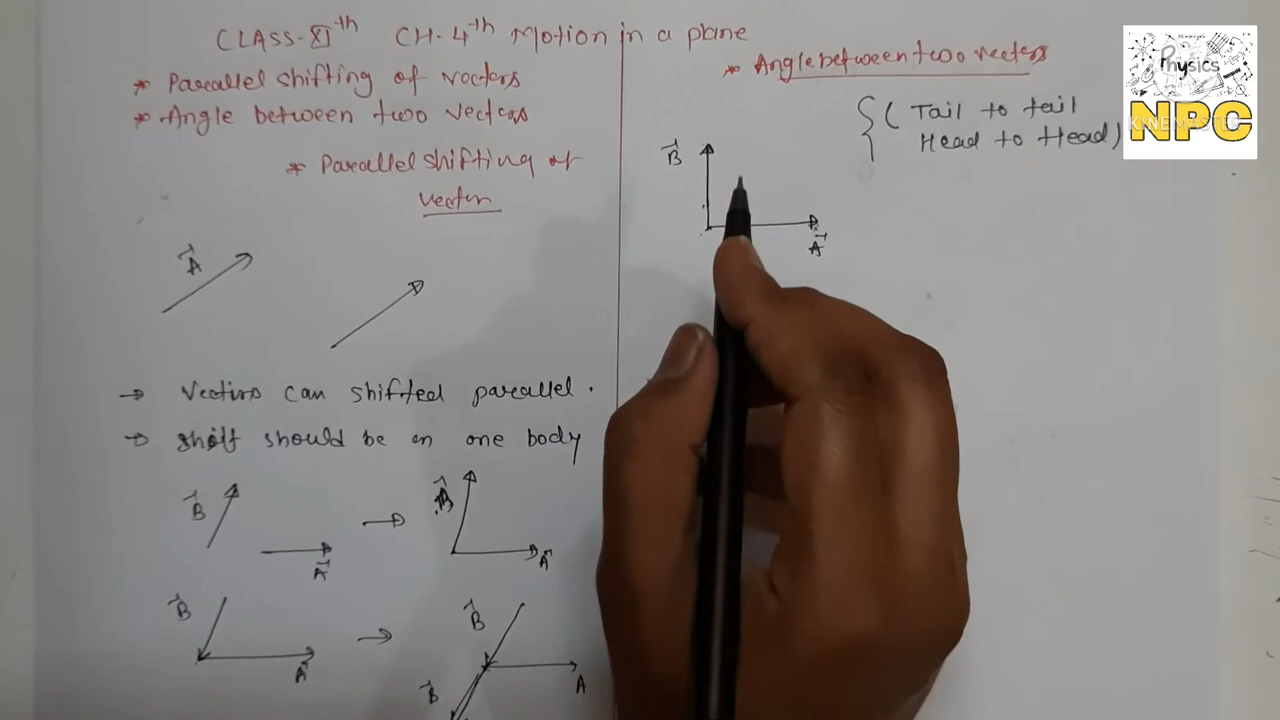 CLASS-XIth CH-4th Motion in a plane
* Parallel shifting of vectors
* Angle between two vectors
* Parallel shifting of
vector
A
→ Vectors can shifted parallel.
→ shift should be on one body
B
A
→
B
A
B
A
→
B
A
B
* Angle between two vectors
( Tail to tail
Head to Head)
B
A
Physics
NPC
KINEMASTER